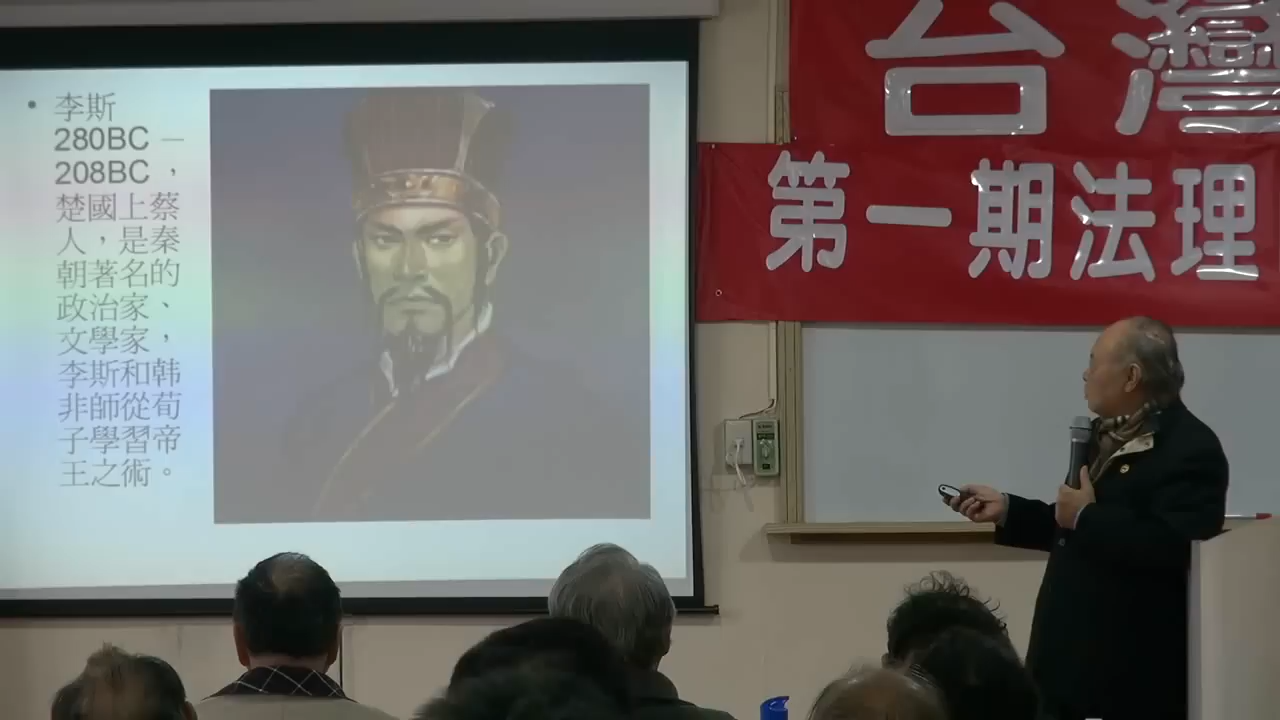 • 李斯
280BC －
208BC ，
楚國上蔡
人，是秦
朝著名的
政治家、
文學家，
李斯和韩
非師從荀
子學習帝
王之術。
台灣
第一期法理